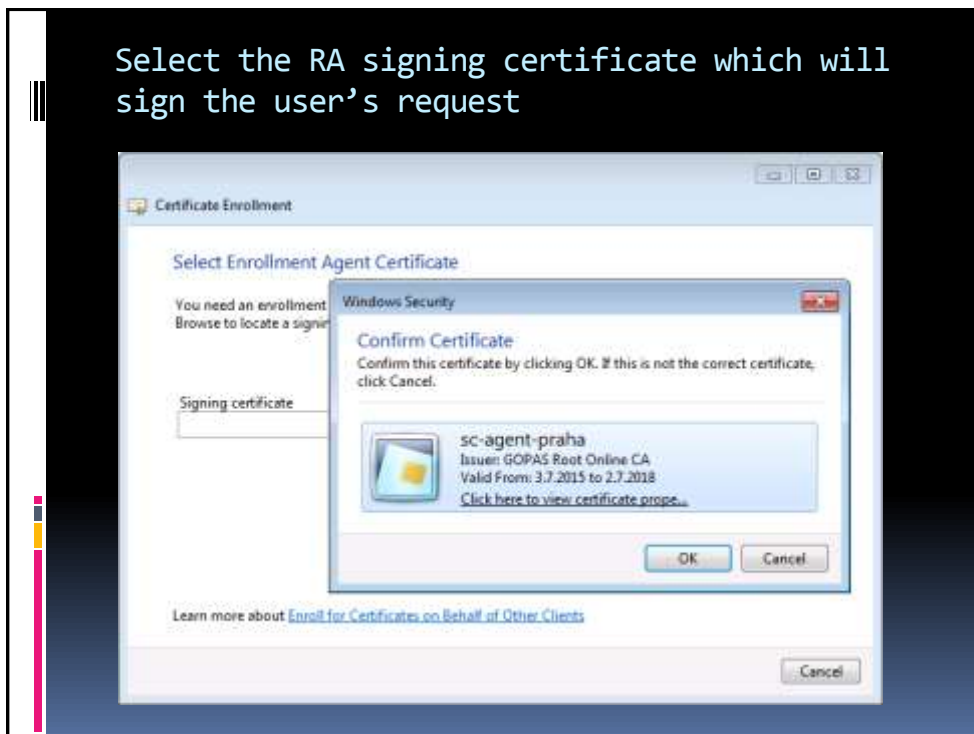 Select the RA signing certificate which will
sign the user's request
Certificate Enrollment
Select Enrollment Agent Certificate
You need an enrollment
Browse to locate a signin
Signing certificate
Windows Security
Confirm Certificate
Confirm this certificate by clicking OK. If this is not the correct certificate,
click Cancel.
sc-agent-praha
Issuer: GOPAS Root Online CA
Valid From: 3.7.2015 to 2.7.2018
Click here to view certificate prope...
OK
Cancel
Learn more about Enroll for Certificates on Behalf of Other Clients
Cancel